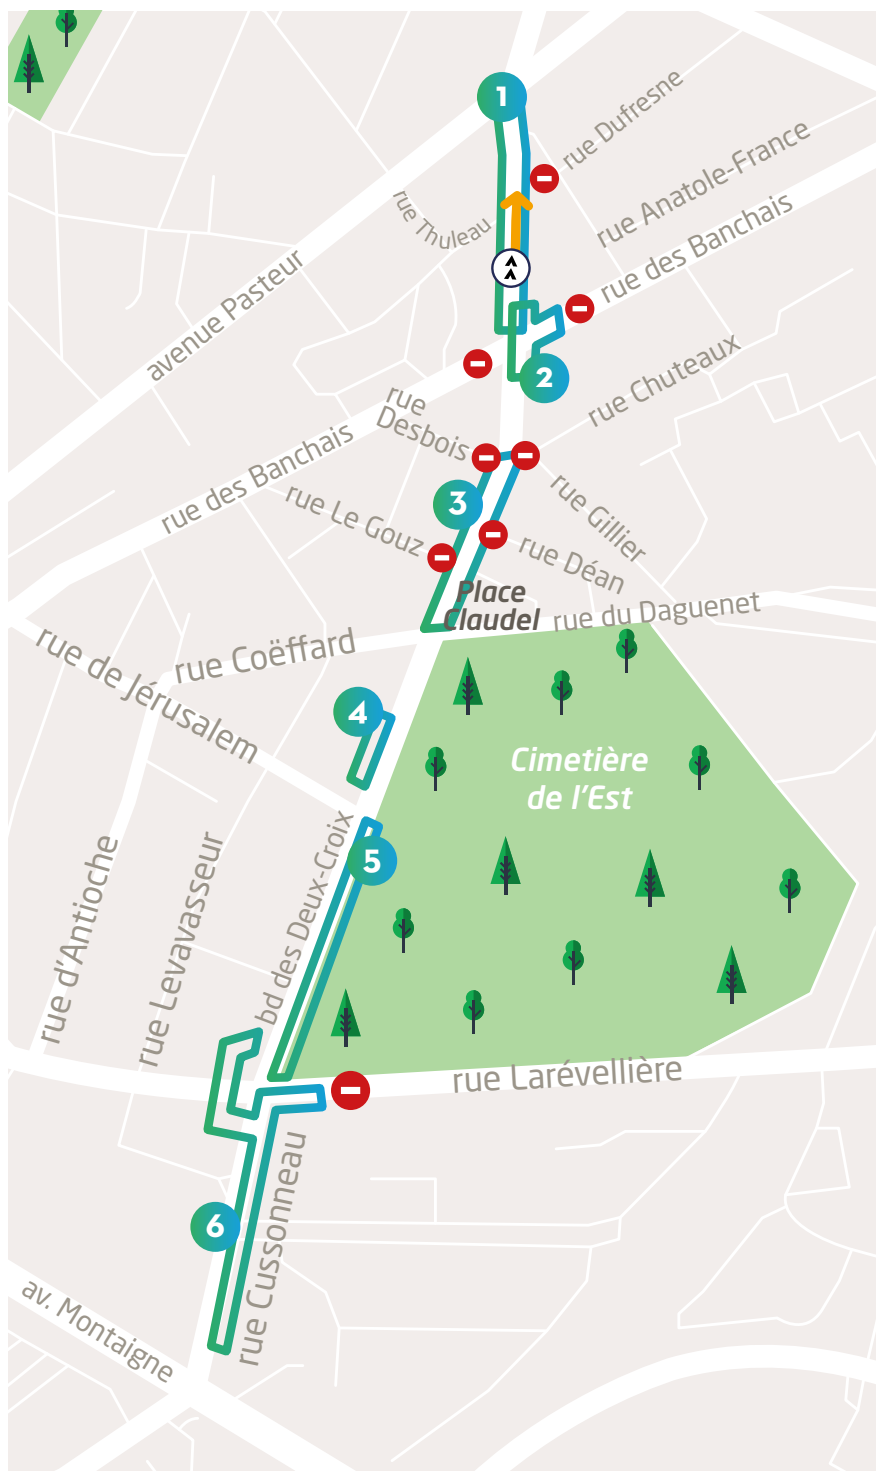 1
rue Dufresne
rue Anatole-France
rue Thuleau
rue des Banchais
avenue Pasteur
2
rue Chuteaux
rue
Desbois
rue des Banchais
3
rue Le Gouz
rue Gillier
rue Déan
Place
Claudel
rue du Daguenet
rue Coëffard
rue de Jérusalem
4
Cimetière
de l’Est
5
bd des Deux-Croix
rue d’Antioche
rue Levavasseur
rue Larévellière
6
rue Cussonneau
av. Montaigne